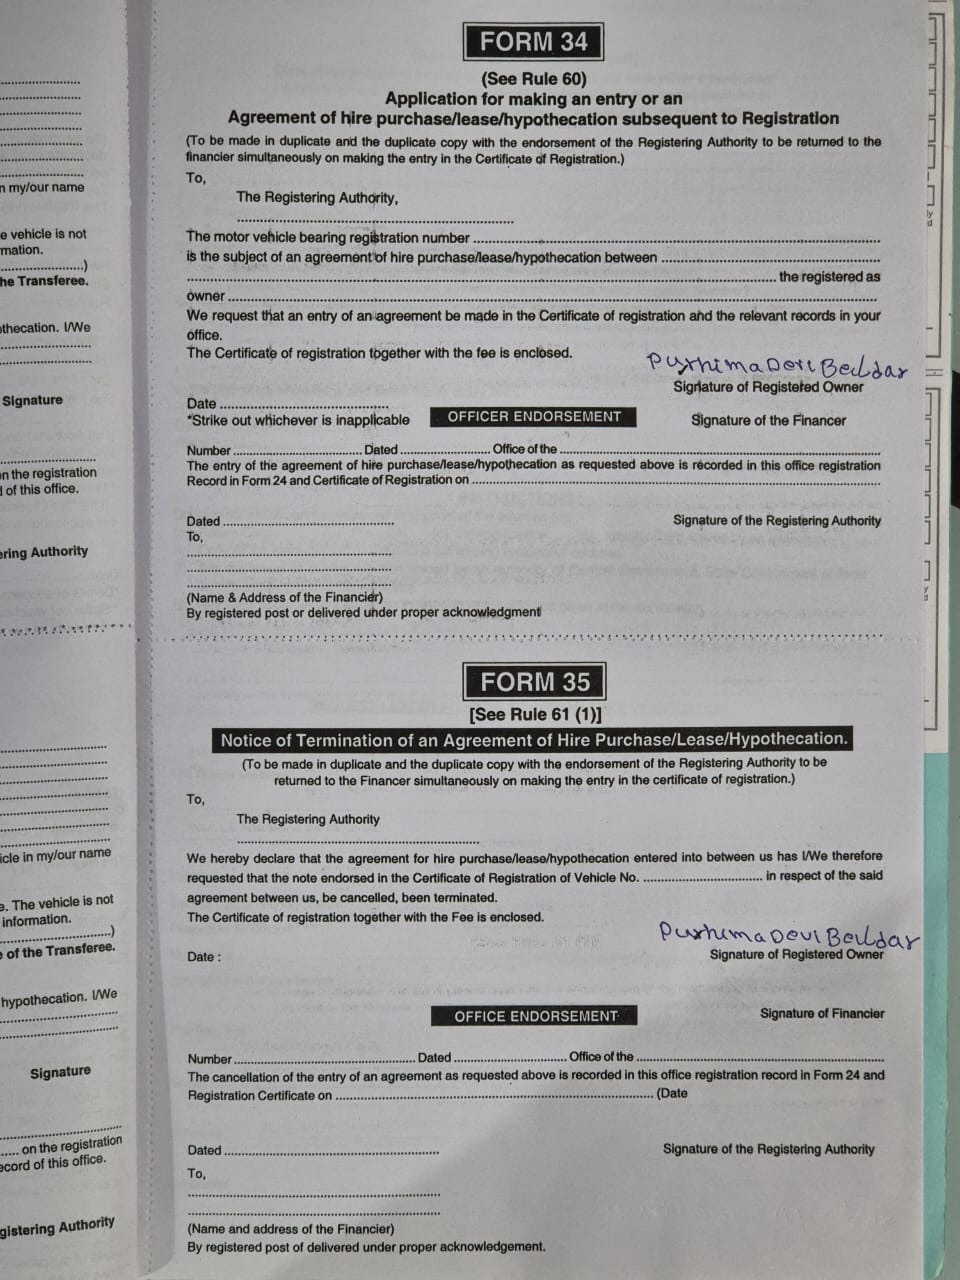 FORM 34
(See Rule 60)
Application for making an entry or an
Agreement of hire purchase/lease/hypothecation subsequent to Registration
(To be made in duplicate and the duplicate copy with the endorsement of the Registering Authority to be returned to the
financier simultaneously on making the entry in the Certificate of Registration.)
To,
The Registering Authority,
..............................
The motor vehicle bearing registration number ..............................
is the subject of an agreement of hire purchase/lease/hypothecation between ..............................
.............................. the registered as
owner ..............................
We request that an entry of an agreement be made in the Certificate of registration and the relevant records in your
office.
The Certificate of registration together with the fee is enclosed.
Purnima Devi Beldar
Signature of Registered Owner
Date ..............................
*Strike out whichever is inapplicable
OFFICER ENDORSEMENT
Signature of the Financer
Number .............................. Dated .............................. Office of the ..............................
The entry of the agreement of hire purchase/lease/hypothecation as requested above is recorded in this office registration
Record in Form 24 and Certificate of Registration on ..............................
Dated ..............................
Signature of the Registering Authority
To,
..............................
..............................
..............................
(Name & Address of the Financier)
By registered post or delivered under proper acknowledgment
FORM 35
[See Rule 61 (1)]
Notice of Termination of an Agreement of Hire Purchase/Lease/Hypothecation.
(To be made in duplicate and the duplicate copy with the endorsement of the Registering Authority to be
returned to the Financer simultaneously on making the entry in the certificate of registration.)
To,
The Registering Authority
..............................
We hereby declare that the agreement for hire purchase/lease/hypothecation entered into between us has I/We therefore
requested that the note endorsed in the Certificate of Registration of Vehicle No. .............................. in respect of the said
agreement between us, be cancelled, been terminated.
The Certificate of registration together with the Fee is enclosed.
Purnima Devi Beldar
Date :
Signature of Registered Owner
OFFICE ENDORSEMENT
Signature of Financier
Number .............................. Dated .............................. Office of the ..............................
The cancellation of the entry of an agreement as requested above is recorded in this office registration record in Form 24 and
Registration Certificate on .............................. (Date
Dated ..............................
Signature of the Registering Authority
To,
..............................
..............................
(Name and address of the Financier)
By registered post of delivered under proper acknowledgement.
n my/our name
e vehicle is not
mation.
..............................)
he Transferee.
othecation. I/We
Signature
on the registration
d of this office.
ering Authority
icle in my/our name
e. The vehicle is not
information.
..............................)
e of the Transferee.
hypothecation. I/We
Signature
...... on the registration
ecord of this office.
gistering Authority